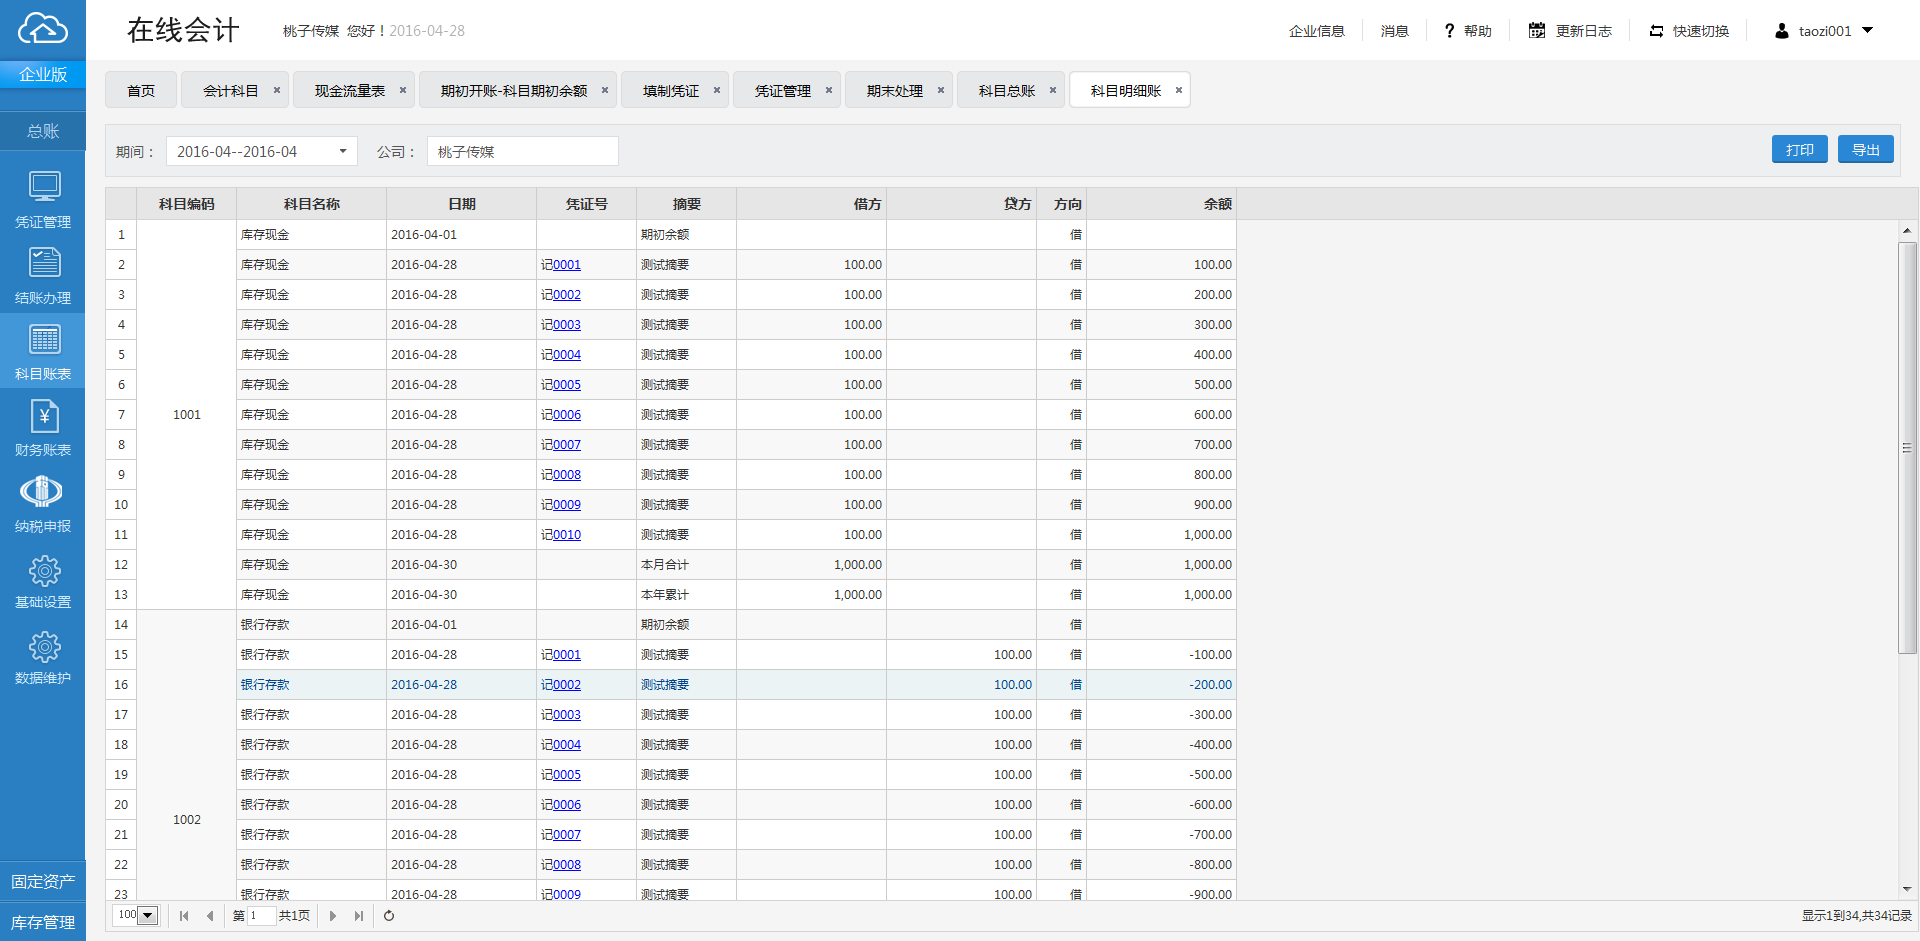 在线会计 桃子传媒 您好！2016-04-28 企业信息 消息 ? 帮助 更新日志 快速切换 taozi001
企业版
总账
凭证管理
结账办理
科目账表
¥
财务账表
纳税申报
基础设置
数据维护
固定资产
库存管理
首页 会计科目 × 现金流量表 × 期初开账-科目期初余额 × 填制凭证 × 凭证管理 × 期末处理 × 科目总账 × 科目明细账 ×
期间： 2016-04--2016-04 公司： 桃子传媒 打印 导出
科目编码 科目名称 日期 凭证号 摘要 借方 贷方 方向 余额
1 库存现金 2016-04-01 期初余额 借
2 库存现金 2016-04-28 记0001 测试摘要 100.00 借 100.00
3 库存现金 2016-04-28 记0002 测试摘要 100.00 借 200.00
4 库存现金 2016-04-28 记0003 测试摘要 100.00 借 300.00
5 库存现金 2016-04-28 记0004 测试摘要 100.00 借 400.00
6 库存现金 2016-04-28 记0005 测试摘要 100.00 借 500.00
7 1001 库存现金 2016-04-28 记0006 测试摘要 100.00 借 600.00
8 库存现金 2016-04-28 记0007 测试摘要 100.00 借 700.00
9 库存现金 2016-04-28 记0008 测试摘要 100.00 借 800.00
10 库存现金 2016-04-28 记0009 测试摘要 100.00 借 900.00
11 库存现金 2016-04-28 记0010 测试摘要 100.00 借 1,000.00
12 库存现金 2016-04-30 本月合计 1,000.00 借 1,000.00
13 库存现金 2016-04-30 本年累计 1,000.00 借 1,000.00
14 银行存款 2016-04-01 期初余额 借
15 银行存款 2016-04-28 记0001 测试摘要 100.00 借 -100.00
16 银行存款 2016-04-28 记0002 测试摘要 100.00 借 -200.00
17 银行存款 2016-04-28 记0003 测试摘要 100.00 借 -300.00
18 银行存款 2016-04-28 记0004 测试摘要 100.00 借 -400.00
19 银行存款 2016-04-28 记0005 测试摘要 100.00 借 -500.00
20 银行存款 2016-04-28 记0006 测试摘要 100.00 借 -600.00
1002
21 银行存款 2016-04-28 记0007 测试摘要 100.00 借 -700.00
22 银行存款 2016-04-28 记0008 测试摘要 100.00 借 -800.00
23 银行存款 2016-04-28 记0009 测试摘要 100.00 借 -900.00
100 第 1 共1页 显示1到34,共34记录